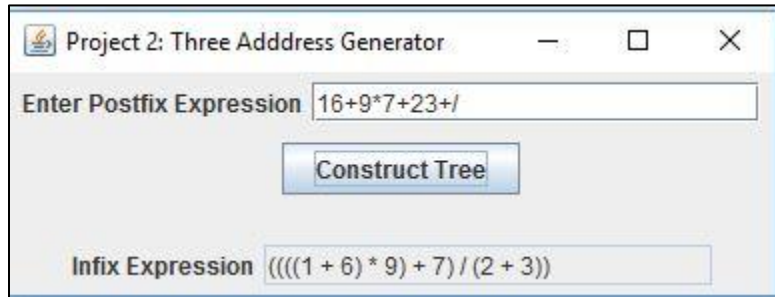 Project 2: Three Adddress Generator
Enter Postfix Expression 16+9*7+23+/
Construct Tree
Infix Expression ((((1 + 6) * 9) + 7) / (2 + 3))